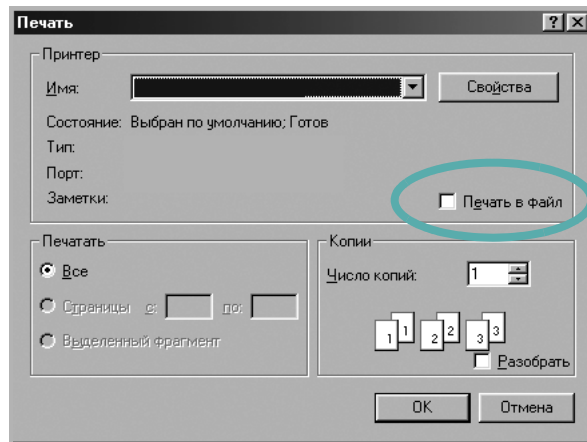 Печать
Принтер
Имя:
Свойства
Состояние: Выбран по умолчанию; Готов
Тип:
Порт:
Заметки:
Печать в файл
Печатать
Все
Страницы с: по:
Выделенный фрагмент
Копии
Число копий: 1
1 1 2 2 3 3
Разобрать
OK
Отмена